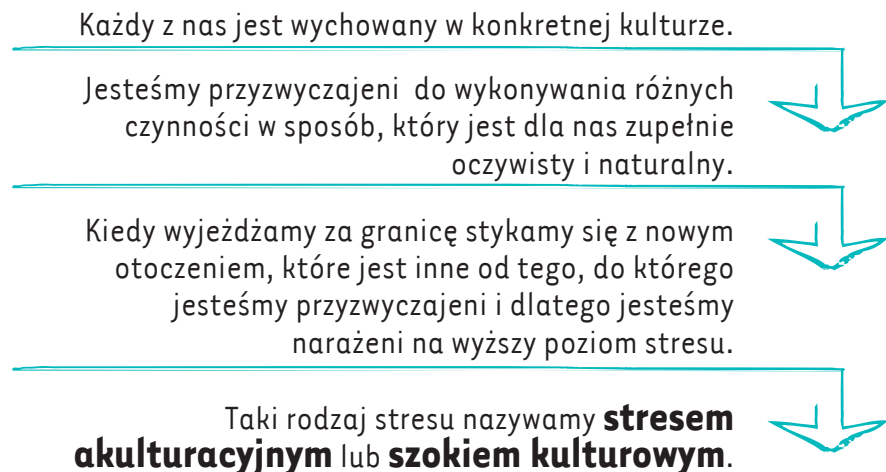 Każdy z nas jest wychowany w konkretnej kulturze.
Jesteśmy przyzwyczajeni do wykonywania różnych
czynności w sposób, który jest dla nas zupełnie
oczywisty i naturalny.
Kiedy wyjeżdżamy za granicę stykamy się z nowym
otoczeniem, które jest inne od tego, do którego
jesteśmy przyzwyczajeni i dlatego jesteśmy
narażeni na wyższy poziom stresu.
Taki rodzaj stresu nazywamy stresem
akulturacyjnym lub szokiem kulturowym.